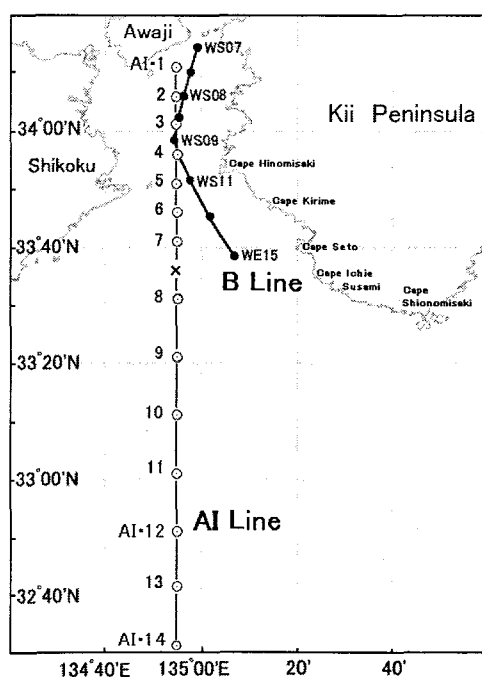 Awaji
WS07
AI·1
2
WS08
3
34°00'N
WS09
Kii Peninsula
Shikoku
4
Cape Hinomisaki
5
WS11
6
Cape Kirime
7
33°40'N
Cape Seto
WE15
×
B Line
Cape Ichie
Susami
Cape
Shionomisaki
8
33°20'N
9
10
33°00'N
11
AI·12
AI Line
13
32°40'N
AI·14
134°40'E
135°00'E
20'
40'